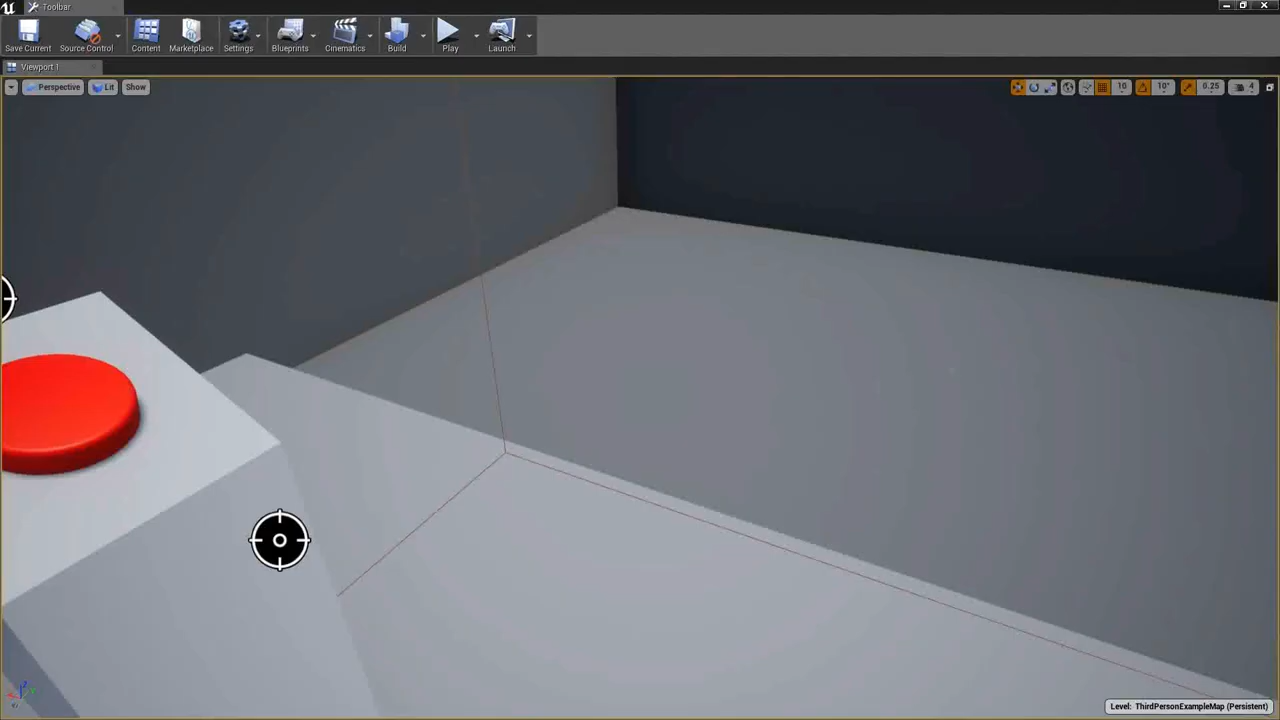 Toolbar
Save Current
Source Control
Content
Marketplace
Settings
Blueprints
Cinematics
Build
Play
Launch
Viewport 1
Perspective
Lit
Show
10
10°
0.25
4
Level: ThirdPersonExampleMap (Persistent)